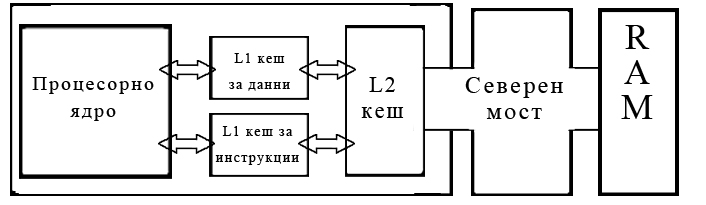 Процесорно
ядро
L1 кеш
за данни
L1 кеш за
инструкции
L2
кеш
Северен
мост
R
A
M